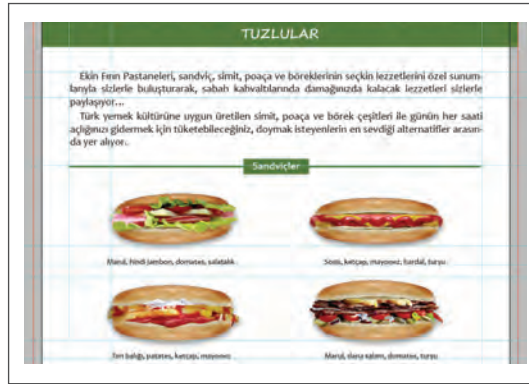 TUZLULAR
Ekin Fırın Pastaneleri, sandviç, simit, poaça ve böreklerinin seçkin lezzetlerini özel sunum-
larıyla sizlerle buluşturarak, sabah kahvaltılarında damağınızda kalacak lezzetleri sizlerle
paylaşıyor...
Türk yemek kültürüne uygun üretilen simit, poaça ve börek çeşitleri ile günün her saati
açlığınızı gidermek için tüketebileceğiniz, doymak isteyenlerin en sevdiği alternatifler arasın-
da yer alıyor.
Sandviçler
Marul, hindi jambon, domates, salatalık
Sosis, ketçap, mayonez, hardal, turşu
Ton balığı, patates, ketçap, mayonez
Marul, dana salam, domates, turşu